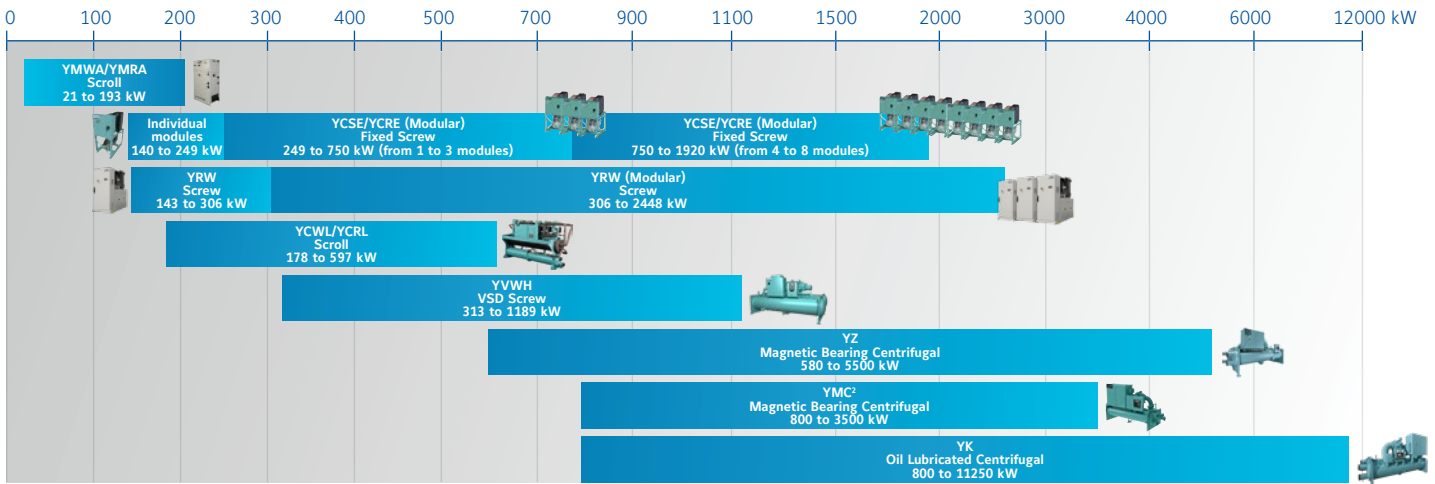 0 100 200 300 400 500 700 900 1100 1500 2000 3000 4000 6000 12000 kW
YMWA/YMRA
Scroll
21 to 193 kW
Individual
modules
140 to 249 kW
YCSE/YCRE (Modular)
Fixed Screw
249 to 750 kW (from 1 to 3 modules)
YCSE/YCRE (Modular)
Fixed Screw
750 to 1920 kW (from 4 to 8 modules)
YRW
Screw
143 to 306 kW
YRW (Modular)
Screw
306 to 2448 kW
YCWL/YCRL
Scroll
178 to 597 kW
YVWH
VSD Screw
313 to 1189 kW
YZ
Magnetic Bearing Centrifugal
580 to 5500 kW
YMC²
Magnetic Bearing Centrifugal
800 to 3500 kW
YK
Oil Lubricated Centrifugal
800 to 11250 kW